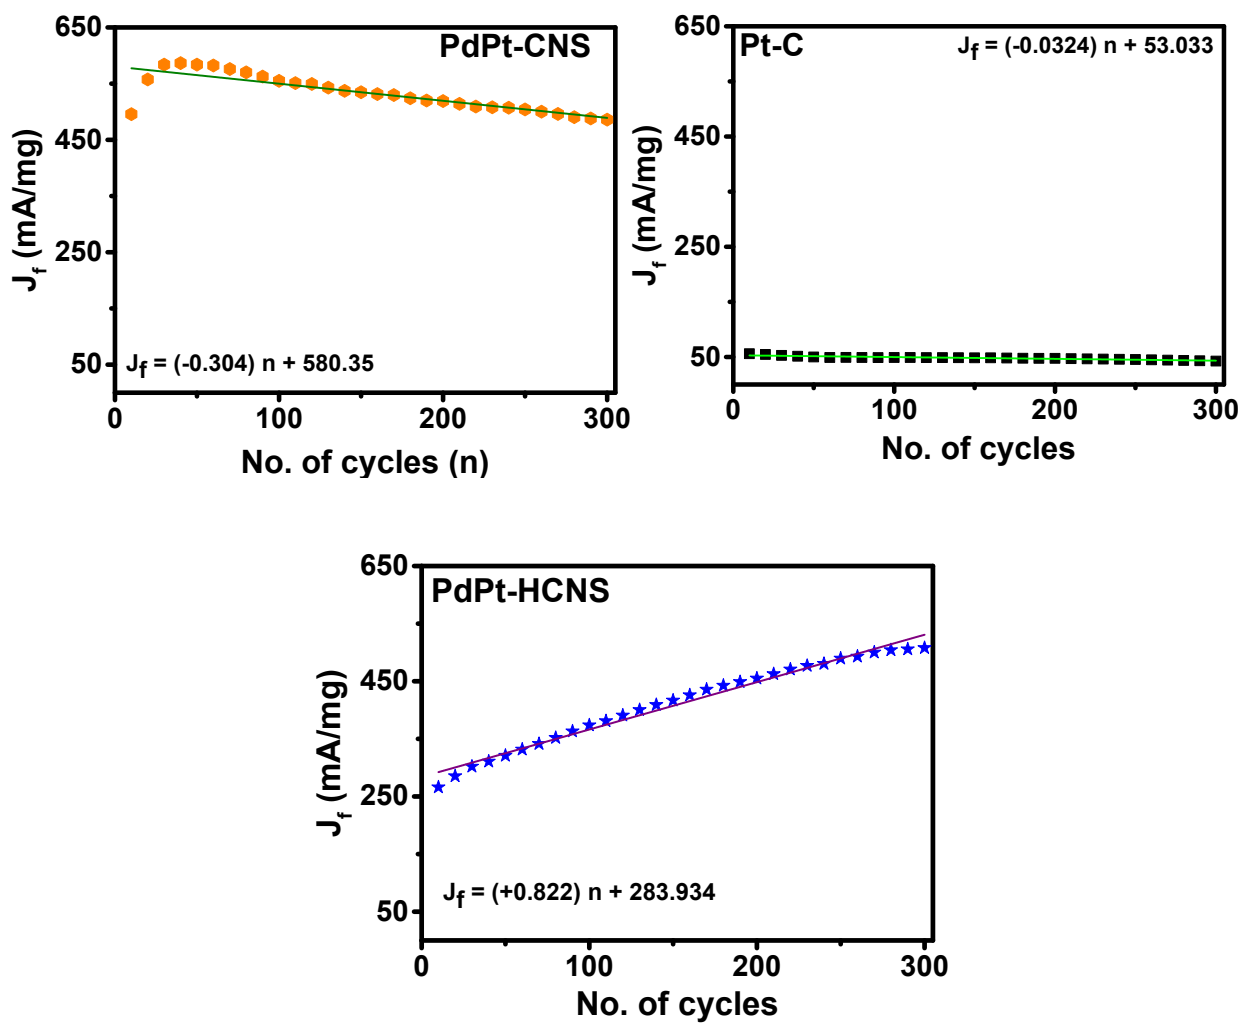 PdPt-CNS
650
450
250
50
J_f (mA/mg)
J_f = (-0.304) n + 580.35
0 100 200 300
No. of cycles (n)
Pt-C
J_f = (-0.0324) n + 53.033
650
450
250
50
J_f (mA/mg)
0 100 200 300
No. of cycles
PdPt-HCNS
650
450
250
50
J_f (mA/mg)
J_f = (+0.822) n + 283.934
0 100 200 300
No. of cycles